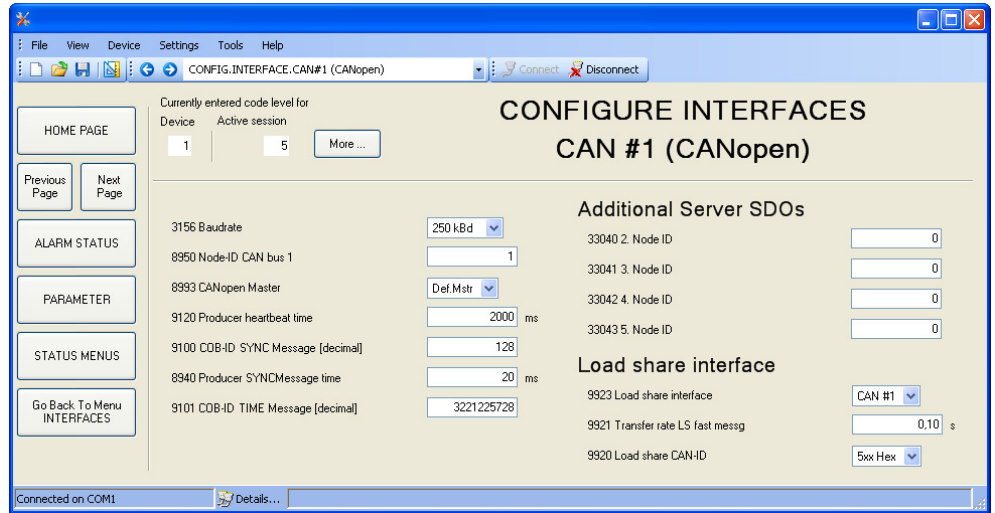 File View Device Settings Tools Help
CONFIG.INTERFACE.CAN#1 (CANopen) Connect Disconnect
HOME PAGE
Previous Page
Next Page
ALARM STATUS
PARAMETER
STATUS MENUS
Go Back To Menu
INTERFACES
Currently entered code level for
Device Active session
1 5 More ...
CONFIGURE INTERFACES
CAN #1 (CANopen)
3156 Baudrate 250 kBd
8950 Node-ID CAN bus 1 1
8993 CANopen Master Def.Mstr
9120 Producer heartbeat time 2000 ms
9100 COB-ID SYNC Message [decimal] 128
8940 Producer SYNCMessage time 20 ms
9101 COB-ID TIME Message [decimal] 3221225728
Additional Server SDOs
33040 2. Node ID 0
33041 3. Node ID 0
33042 4. Node ID 0
33043 5. Node ID 0
Load share interface
9923 Load share interface CAN #1
9921 Transfer rate LS fast messg 0,10 s
9920 Load share CAN-ID 5xx Hex
Connected on COM1 Details...